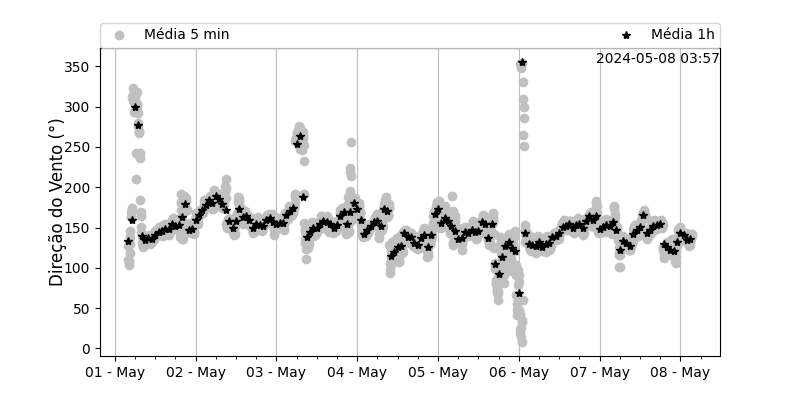 Média 5 min
Média 1h
2024-05-08 03:57
Direção do Vento (°)
350
300
250
200
150
100
50
0
01 - May
02 - May
03 - May
04 - May
05 - May
06 - May
07 - May
08 - May